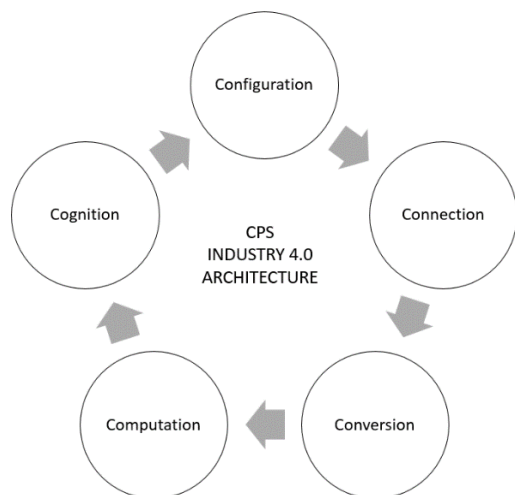 Configuration
Cognition
Connection
CPS
INDUSTRY 4.0
ARCHITECTURE
Computation
Conversion